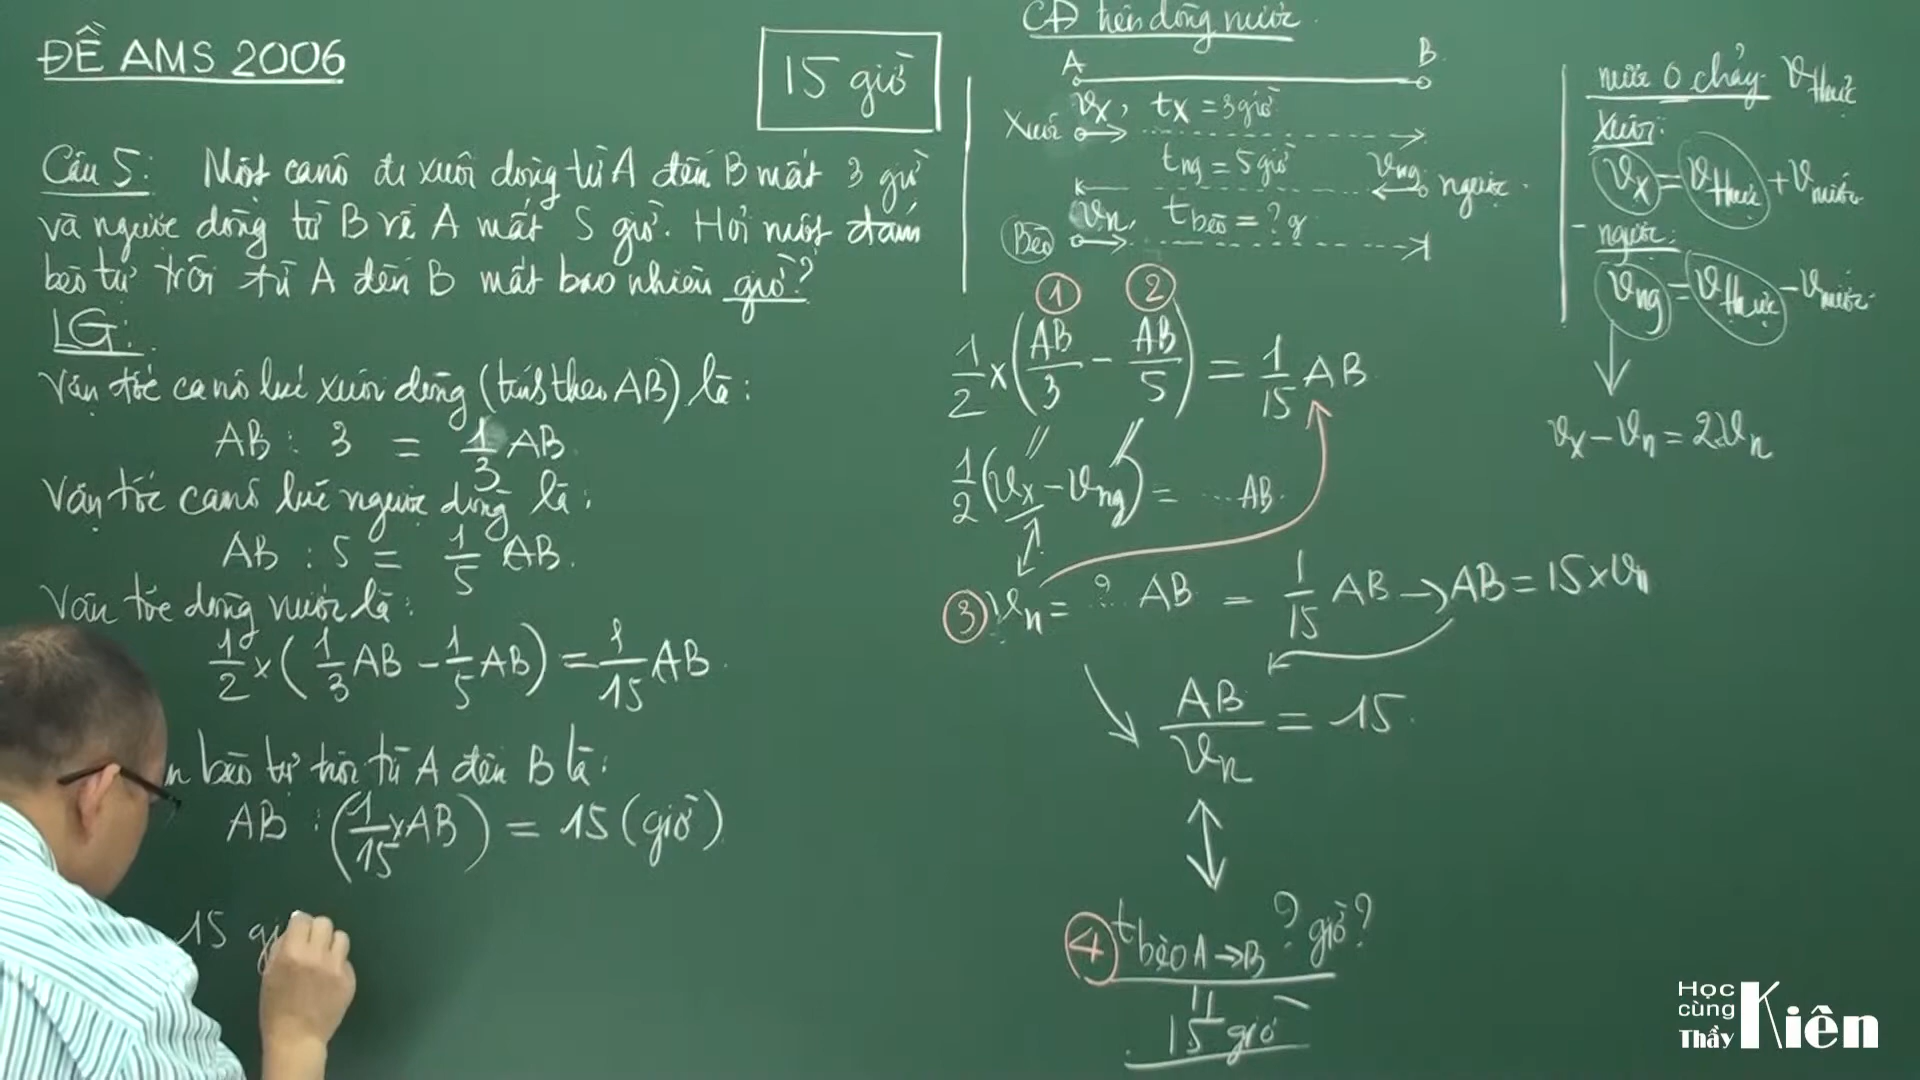 ĐỀ AMS 2006
15 giờ
Câu 5: Một canô đi xuôi dòng từ A đến B mất 3 giờ
và ngược dòng từ B về A mất 5 giờ. Hỏi một đám
bèo tự trôi từ A đến B mất bao nhiêu giờ?
LG:
Vận tốc canô lúc xuôi dòng (tính theo AB) là:
AB : 3 = 1/3 AB
Vận tốc canô lúc ngược dòng là:
AB : 5 = 1/5 AB.
Vận tốc dòng nước là:
1/2 × (1/3 AB - 1/5 AB) = 1/15 AB.
bèo tự trôi từ A đến B là:
AB : (1/15 × AB) = 15 (giờ)
15 gi
CĐ trên dòng nước.
A B
Xuôi vx, tx = 3 giờ
tng = 5 giờ vng ngược.
Bèo vn, tbèo = ? g
1 2
1/2 × (AB/3 - AB/5) = 1/15 AB
1/2 (vx - vng) = ... AB.
3 vn = ? AB = 1/15 AB → AB = 15 × vn
AB/vn = 15.
4 tbèo A→B ? giờ?
15 giờ
nước 0 chảy vthực
Xuôi:
vx = vthực + vnước
- ngược:
vng = vthực - vnước
vx - vn = 2.vn
Học cùng Thầy Kiên